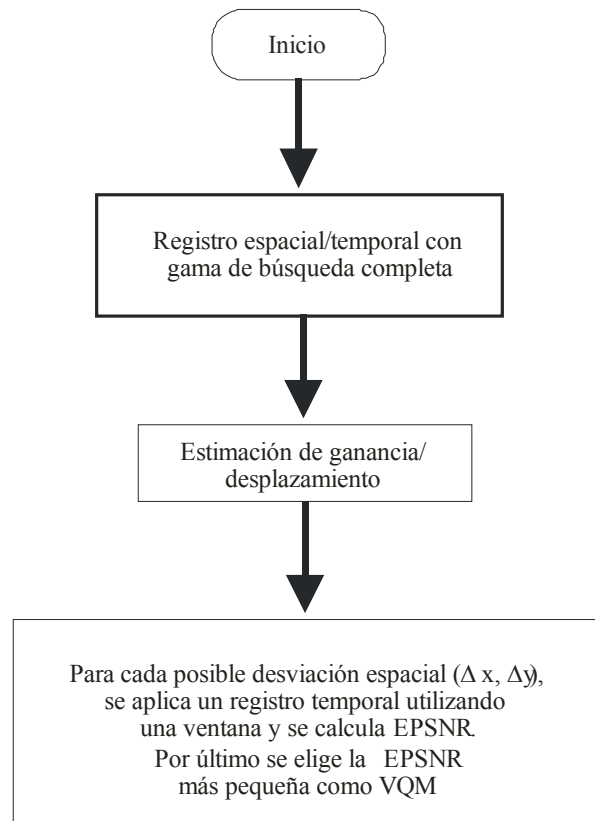 Inicio
Registro espacial/temporal con
gama de búsqueda completa
Estimación de ganancia/
desplazamiento
Para cada posible desviación espacial (Δ x, Δy),
se aplica un registro temporal utilizando
una ventana y se calcula EPSNR.
Por último se elige la EPSNR
más pequeña como VQM